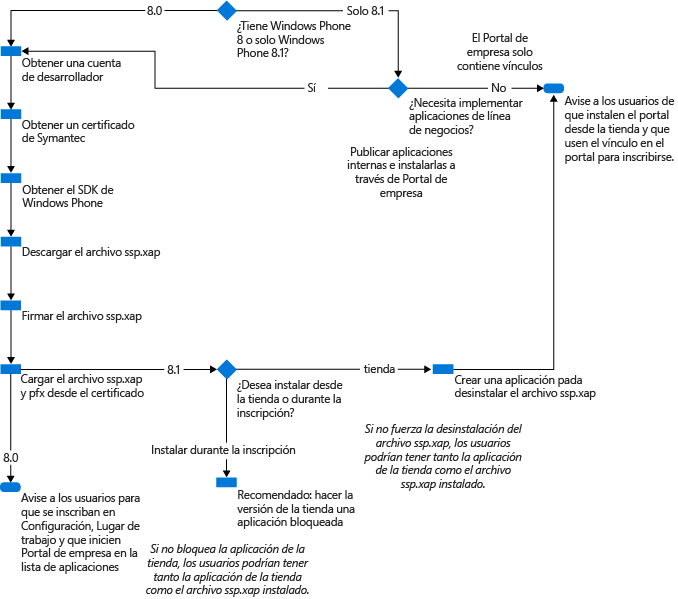 8.0
¿Tiene Windows Phone
8 o solo Windows
Phone 8.1?
Solo 8.1
El Portal de
empresa solo
contiene vínculos
Obtener una cuenta
de desarrollador
Sí
No
¿Necesita implementar
aplicaciones de línea
de negocios?
Avise a los usuarios de
que instalen el portal
desde la tienda y que
usen el vínculo en el
portal para inscribirse.
Obtener un certificado
de Symantec
Publicar aplicaciones
internas e instalarlas a
través de Portal de
empresa
Obtener el SDK de
Windows Phone
Descargar el archivo ssp.xap
Firmar el archivo ssp.xap
Cargar el archivo ssp.xap
y pfx desde el certificado
8.1
¿Desea instalar desde
la tienda o durante la
inscripción?
tienda
Crear una aplicación pada
desinstalar el archivo ssp.xap
Si no fuerza la desinstalación del
archivo ssp.xap, los usuarios
podrían tener tanto la aplicación
de la tienda como el archivo
ssp.xap instalado.
Instalar durante la inscripción
8.0
Avise a los usuarios para
que se inscriban en
Configuración, Lugar de
trabajo y que inicien
Portal de empresa en la
lista de aplicaciones
Recomendado: hacer la
versión de la tienda una
aplicación bloqueada
Si no bloquea la aplicación de la
tienda, los usuarios podrían tener
tanto la aplicación de la tienda
como el archivo ssp.xap instalado.